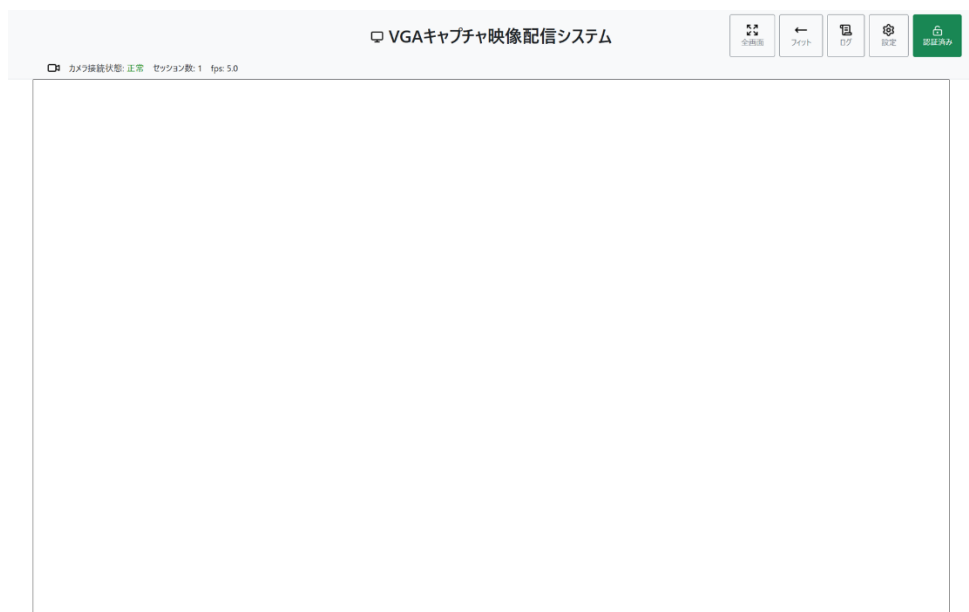 VGAキャプチャ映像配信システム
全画面
フィット
ログ
設定
認証済み
カメラ接続状態: 正常 セッション数: 1 fps: 5.0